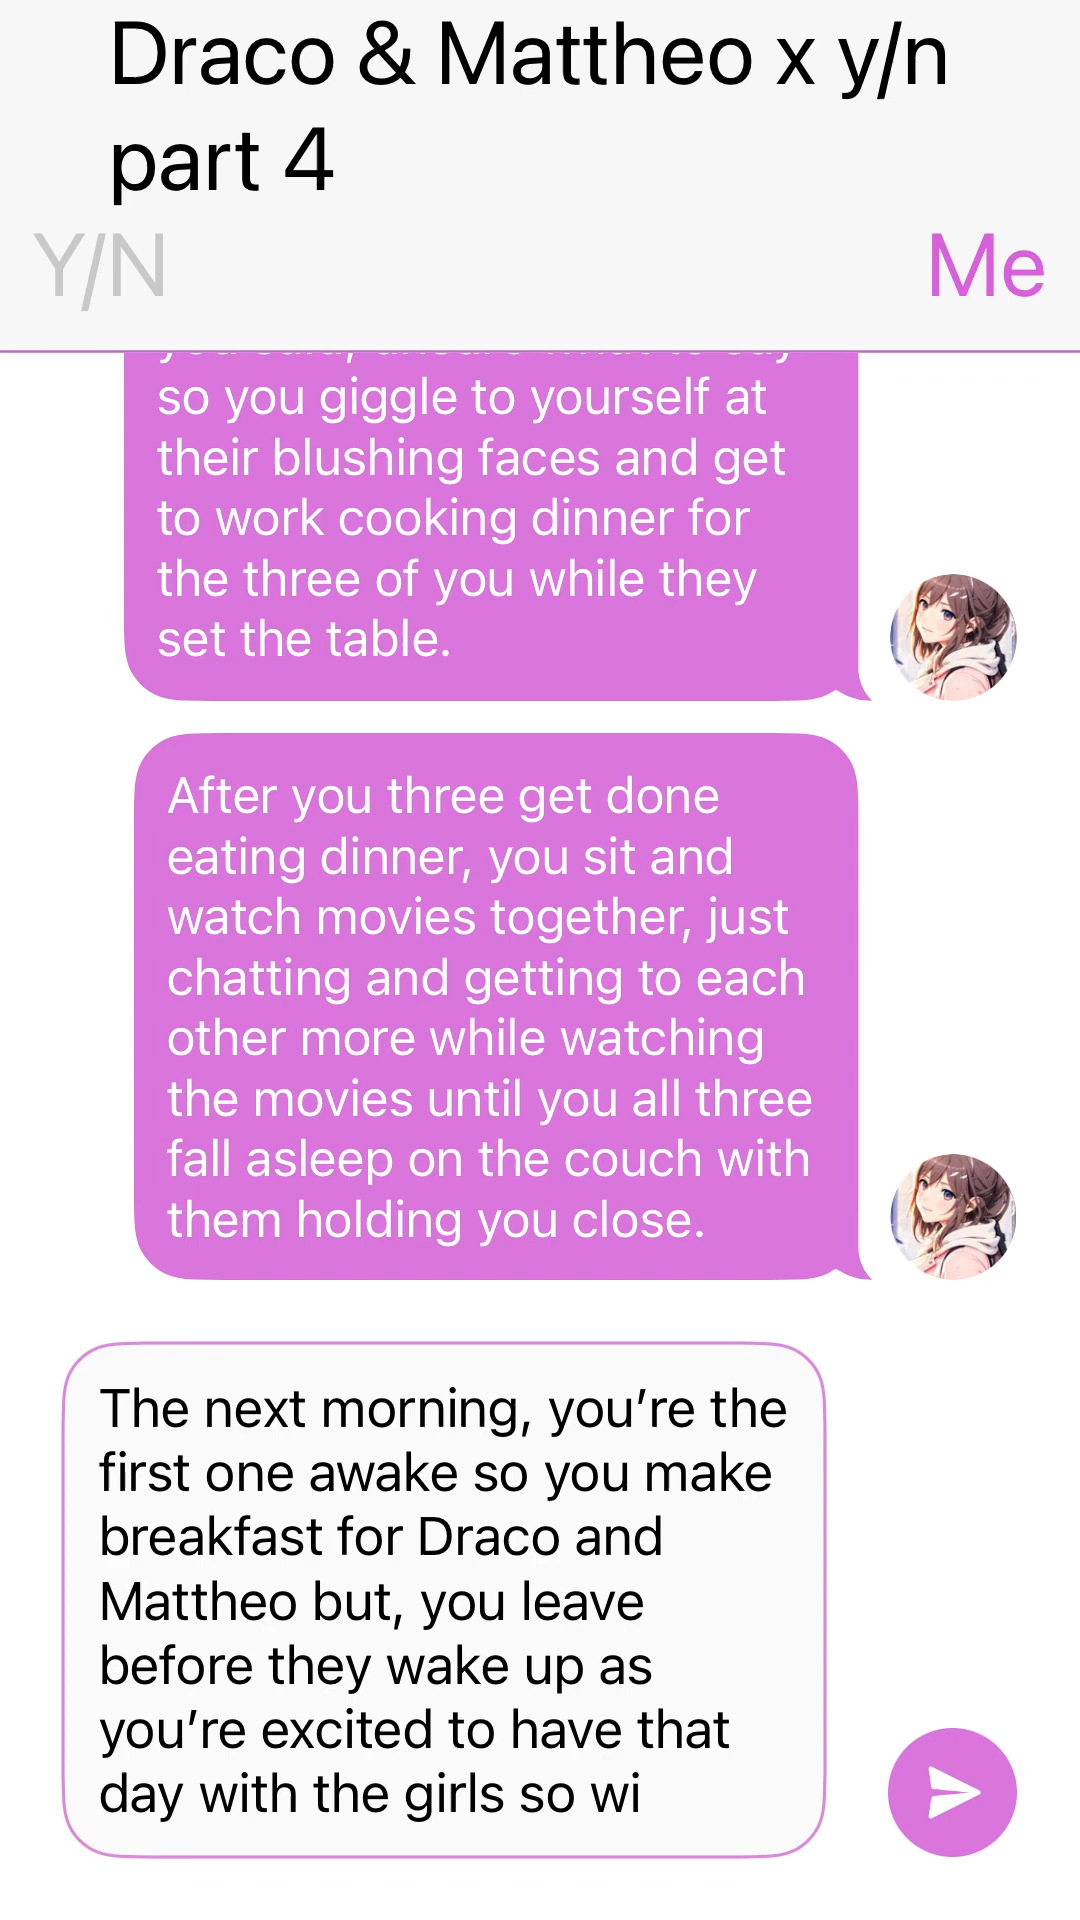 Draco & Mattheo x y/n
part 4
Y/N
Me
so you giggle to yourself at
their blushing faces and get
to work cooking dinner for
the three of you while they
set the table.
After you three get done
eating dinner, you sit and
watch movies together, just
chatting and getting to each
other more while watching
the movies until you all three
fall asleep on the couch with
them holding you close.
The next morning, you’re the
first one awake so you make
breakfast for Draco and
Mattheo but, you leave
before they wake up as
you’re excited to have that
day with the girls so wi